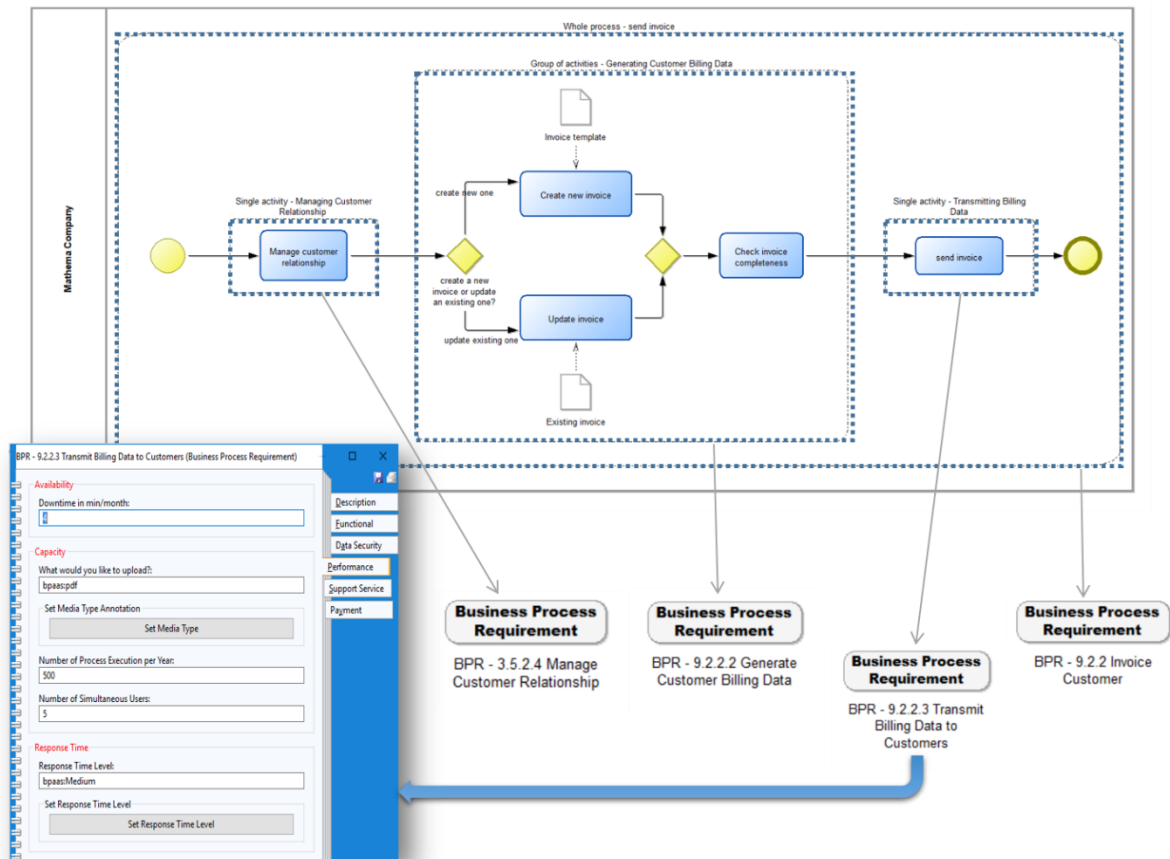 Whole process - send invoice
Group of activities - Generating Customer Billing Data
Mathema Company
Invoice template
create new one
Create new invoice
Single activity - Managing Customer
Relationship
Manage customer
relationship
create a new
invoice or update
an existing one?
update existing one
Update invoice
Existing invoice
Check invoice
completeness
Single activity - Transmitting Billing
Data
send invoice
BPR - 9.2.2.3 Transmit Billing Data to Customers (Business Process Requirement)
Availability
Downtime in min/month:
Capacity
What would you like to upload?:
bpaas:pdf
Set Media Type Annotation
Set Media Type
Number of Process Execution per Year:
500
Number of Simultaneous Users:
5
Response Time
Response Time Level:
bpaas:Medium
Set Response Time Level
Set Response Time Level
Description
Functional
Data Security
Performance
Support Service
Payment
Business Process
Requirement
BPR - 3.5.2.4 Manage
Customer Relationship
Business Process
Requirement
BPR - 9.2.2.2 Generate
Customer Billing Data
Business Process
Requirement
BPR - 9.2.2.3 Transmit
Billing Data to
Customers
Business Process
Requirement
BPR - 9.2.2 Invoice
Customer